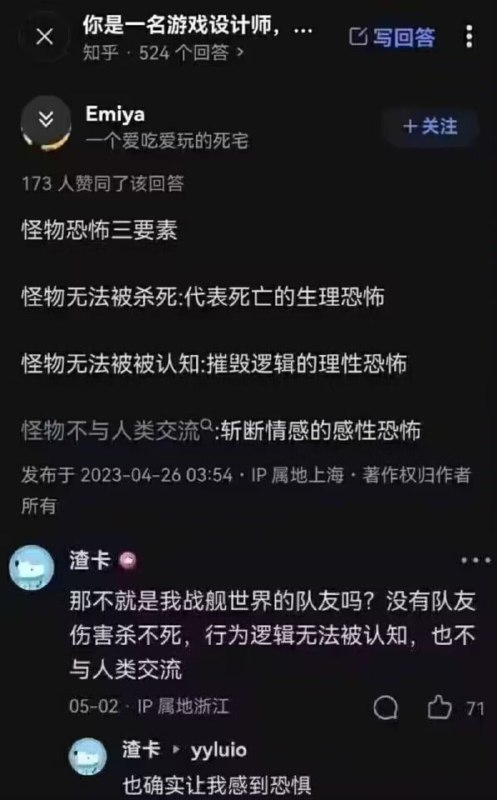 你是一名游戏设计师，...
写回答
知乎 · 524 个回答 >
Emiya
一个爱吃爱玩的死宅
+关注
173 人赞同了该回答
怪物恐怖三要素
怪物无法被杀死:代表死亡的生理恐怖
怪物无法被被认知:摧毁逻辑的理性恐怖
怪物不与人类交流:斩断情感的感性恐怖
发布于 2023-04-26 03:54 · IP 属地上海 · 著作权归作者
所有
渣卡
那不就是我战舰世界的队友吗？没有队友
伤害杀不死，行为逻辑无法被认知，也不
与人类交流
05-02 · IP 属地浙江
71
渣卡 ▸ yyluio
也确实让我感到恐惧